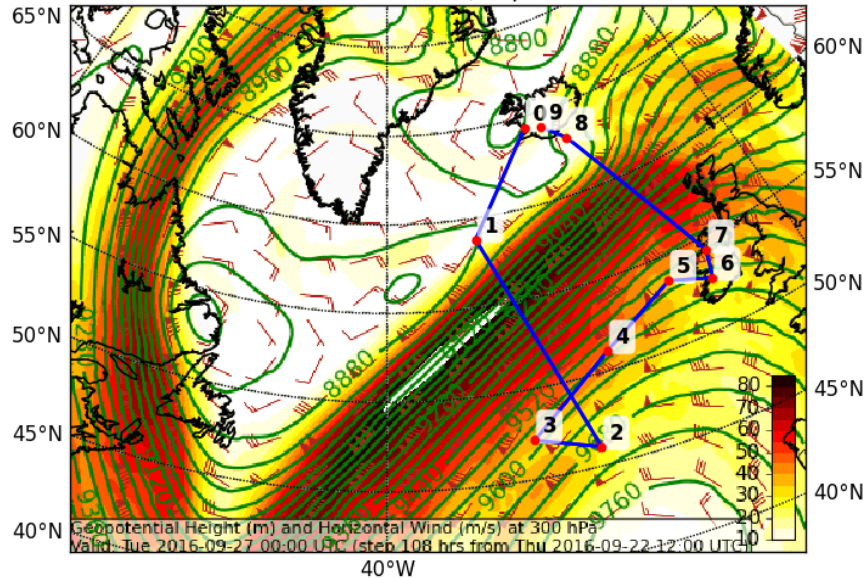 65°N
60°N
55°N
50°N
45°N
40°N
60°N
55°N
50°N
45°N
40°N
40°W
9200
8960
8800
8880
0 9 8
1
7
5 6
4
3 2
8880
9520
9600
9760
80
70
60
50
40
30
20
10
Geopotential Height (m) and Horizontal Wind (m/s) at 300 hPa
Valid: Tue 2016-09-27 00:00 UTC (step 108 hrs from Thu 2016-09-22 12:00 UTC)